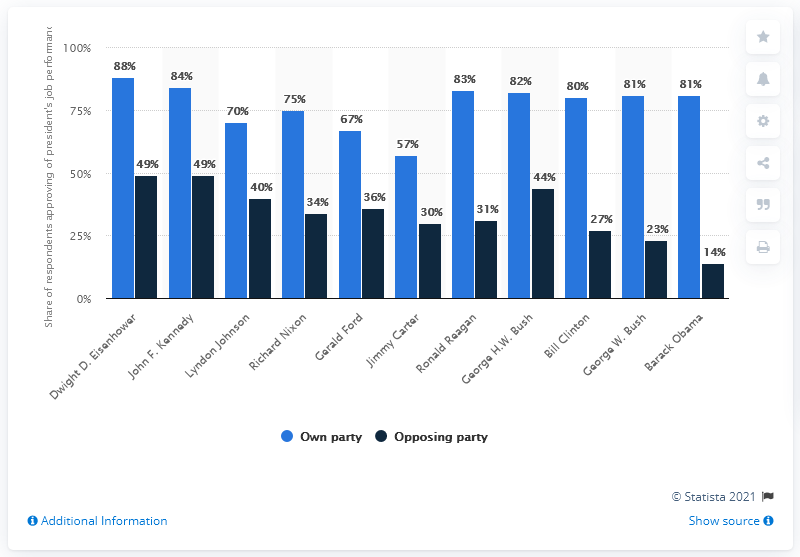 Share of respondents approving of president's job performanc
100%
75%
50%
25%
0%
88%
49%
84%
49%
70%
40%
75%
34%
67%
36%
57%
30%
83%
31%
82%
44%
80%
27%
81%
23%
81%
14%
Dwight D. Eisenhower
John F. Kennedy
Lyndon Johnson
Richard Nixon
Gerald Ford
Jimmy Carter
Ronald Reagan
George H.W. Bush
Bill Clinton
George W. Bush
Barack Obama
Own party
Opposing party
© Statista 2021
Additional Information
Show source